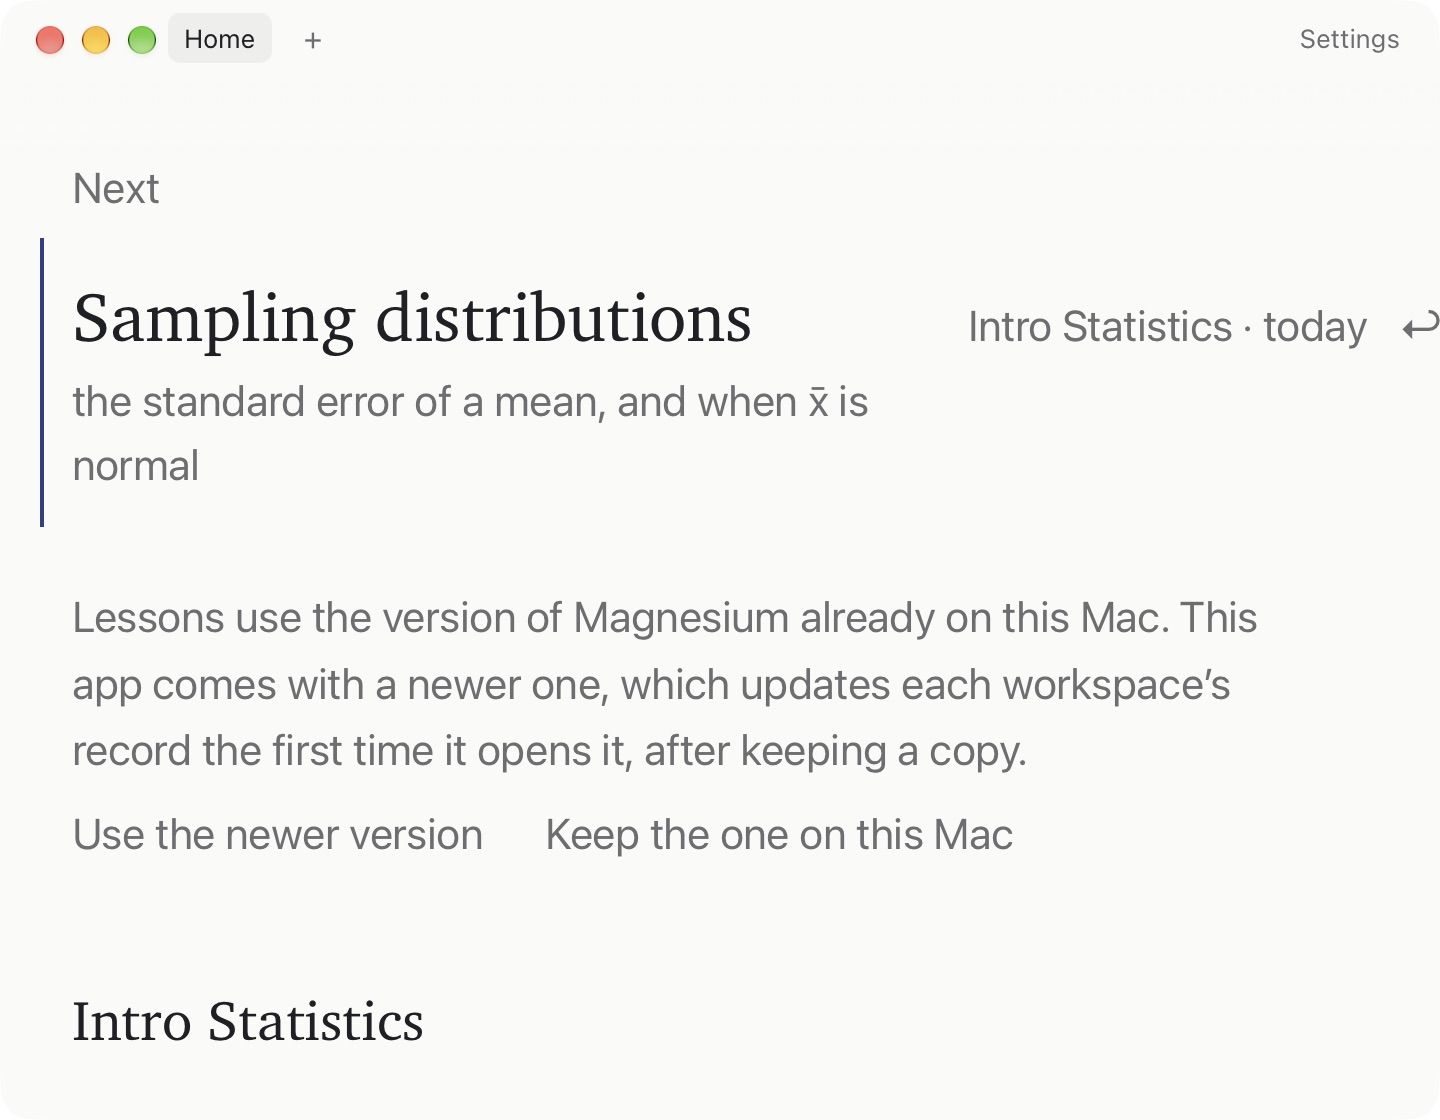 Home + Settings
Next
Sampling distributions
Intro Statistics · today ↩
the standard error of a mean, and when x̄ is
normal
Lessons use the version of Magnesium already on this Mac. This
app comes with a newer one, which updates each workspace’s
record the first time it opens it, after keeping a copy.
Use the newer version Keep the one on this Mac
Intro Statistics